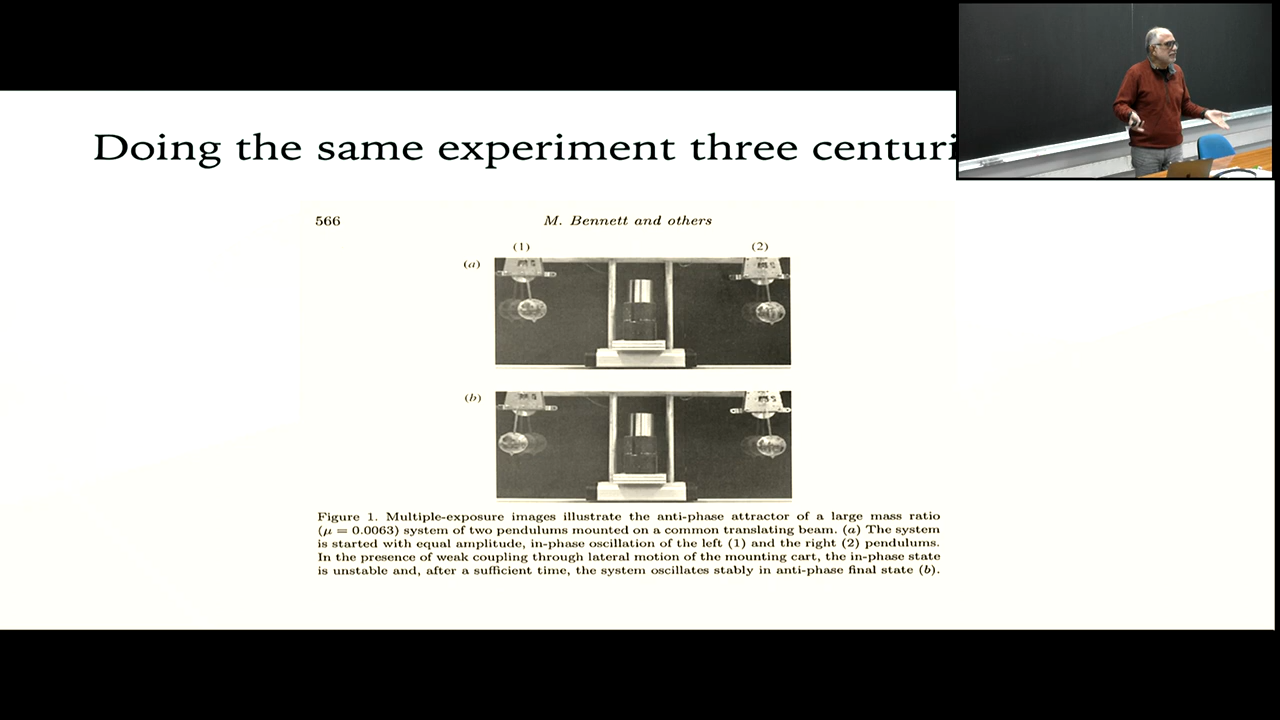 Doing the same experiment three centuri
566
M. Bennett and others
(1)
(2)
(a)
(b)
Figure 1. Multiple-exposure images illustrate the anti-phase attractor of a large mass ratio
(μ = 0.0063) system of two pendulums mounted on a common translating beam. (a) The system
is started with equal amplitude, in-phase oscillation of the left (1) and the right (2) pendulums.
In the presence of weak coupling through lateral motion of the mounting cart, the in-phase state
is unstable and, after a sufficient time, the system oscillates stably in anti-phase final state (b).